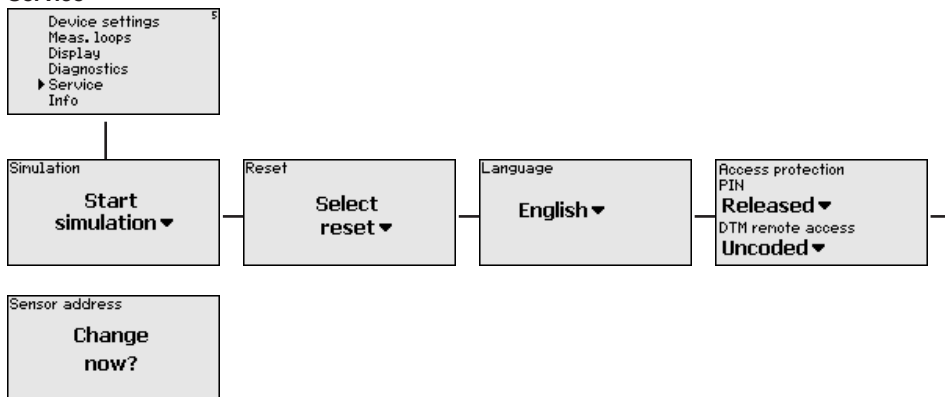 Service
Device settings 5
Meas. loops
Display
Diagnostics
Service
Info
Simulation
Start
simulation
Reset
Select
reset
Language
English
Access protection
PIN
Released
DTM remote access
Uncoded
Sensor address
Change
now?